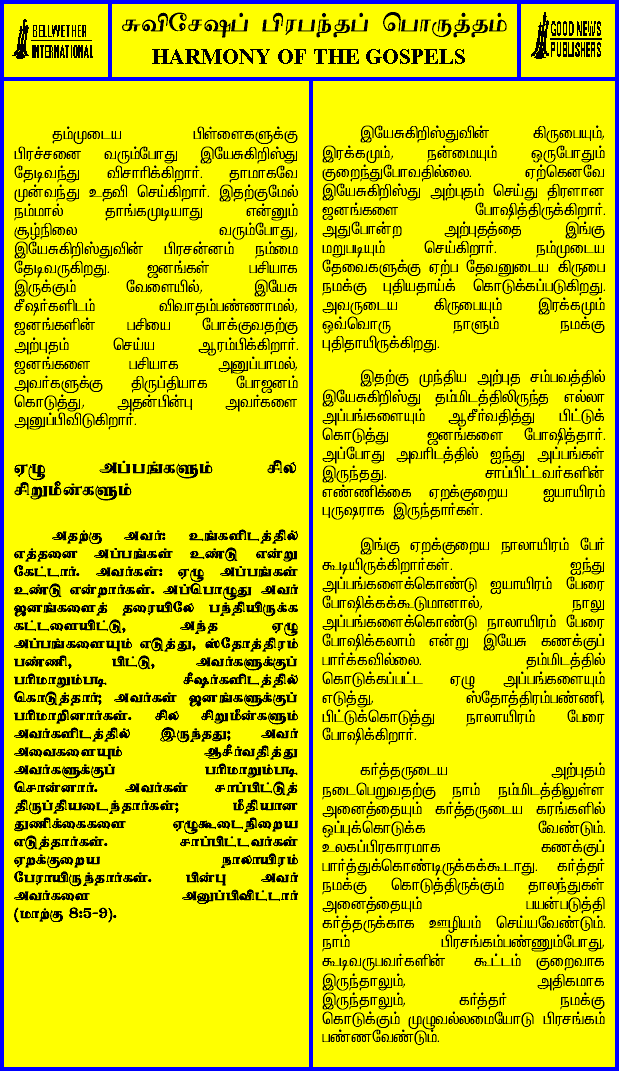 BELLWETHER
INTERNATIONAL
சுவிசேஷப் பிரபந்தப் பொருத்தம்
HARMONY OF THE GOSPELS
GOOD NEWS
PUBLISHERS
தம்முடைய பிள்ளைகளுக்கு
பிரச்சனை வரும்போது இயேசுகிறிஸ்து
தேடிவந்து விசாரிக்கிறார். தாமாகவே
முன்வந்து உதவி செய்கிறார். இதற்குமேல்
நம்மால் தாங்கமுடியாது என்னும்
சூழ்நிலை வரும்போது,
இயேசுகிறிஸ்துவின் பிரசன்னம் நம்மை
தேடிவருகிறது. ஜனங்கள் பசியாக
இருக்கும் வேளையில், இயேசு
சீஷர்களிடம் விவாதம்பண்ணாமல்,
ஜனங்களின் பசியை போக்குவதற்கு
அற்புதம் செய்ய ஆரம்பிக்கிறார்.
ஜனங்களை பசியாக அனுப்பாமல்,
அவர்களுக்கு திருப்தியாக போஜனம்
கொடுத்து, அதன்பின்பு அவர்களை
அனுப்பிவிடுகிறார்.
ஏழு அப்பங்களும் சில
சிறுமீன்களும்
அதற்கு அவர்: உங்களிடத்தில்
எத்தனை அப்பங்கள் உண்டு என்று
கேட்டார். அவர்கள்: ஏழு அப்பங்கள்
உண்டு என்றார்கள். அப்பொழுது அவர்
ஜனங்களைத் தரையிலே பந்தியிருக்க
கட்டளையிட்டு, அந்த ஏழு
அப்பங்களையும் எடுத்து, ஸ்தோத்திரம்
பண்ணி, பிட்டு, அவர்களுக்குப்
பரிமாறும்படி சீஷர்களிடத்தில்
கொடுத்தார்; அவர்கள் ஜனங்களுக்குப்
பரிமாறினார்கள். சில சிறுமீன்களும்
அவர்களிடத்தில் இருந்தது; அவர்
அவைகளையும் ஆசீர்வதித்து
அவர்களுக்குப் பரிமாறும்படி
சொன்னார். அவர்கள் சாப்பிட்டுத்
திருப்தியடைந்தார்கள்; மீதியான
துணிக்கைகளை ஏழுகூடைநிறைய
எடுத்தார்கள். சாப்பிட்டவர்கள்
ஏறக்குறைய நாலாயிரம்
பேராயிருந்தார்கள். பின்பு அவர்
அவர்களை அனுப்பிவிட்டார்
(மாற்கு 8:5-9).
இயேசுகிறிஸ்துவின் கிருபையும்,
இரக்கமும், நன்மையும் ஒருபோதும்
குறைந்துபோவதில்லை. ஏற்கெனவே
இயேசுகிறிஸ்து அற்புதம் செய்து திரளான
ஜனங்களை போஷித்திருக்கிறார்.
அதுபோன்ற அற்புதத்தை இங்கு
மறுபடியும் செய்கிறார். நம்முடைய
தேவைகளுக்கு ஏற்ப தேவனுடைய கிருபை
நமக்கு புதியதாய்க் கொடுக்கப்படுகிறது.
அவருடைய கிருபையும் இரக்கமும்
ஒவ்வொரு நாளும் நமக்கு
புதிதாயிருக்கிறது.
இதற்கு முந்திய அற்புத சம்பவத்தில்
இயேசுகிறிஸ்து தம்மிடத்திலிருந்த எல்லா
அப்பங்களையும் ஆசீர்வதித்து பிட்டுக்
கொடுத்து ஜனங்களை போஷித்தார்.
அப்போது அவரிடத்தில் ஐந்து அப்பங்கள்
இருந்தது. சாப்பிட்டவர்களின்
எண்ணிக்கை ஏறக்குறைய ஐயாயிரம்
புருஷராக இருந்தார்கள்.
இங்கு ஏறக்குறைய நாலாயிரம் பேர்
கூடியிருக்கிறார்கள். ஐந்து
அப்பங்களைக்கொண்டு ஐயாயிரம் பேரை
போஷிக்கக்கூடுமானால், நாலு
அப்பங்களைக்கொண்டு நாலாயிரம் பேரை
போஷிக்கலாம் என்று இயேசு கணக்குப்
பார்க்கவில்லை. தம்மிடத்தில்
கொடுக்கப்பட்ட ஏழு அப்பங்களையும்
எடுத்து, ஸ்தோத்திரம்பண்ணி,
பிட்டுக்கொடுத்து நாலாயிரம் பேரை
போஷிக்கிறார்.
கர்த்தருடைய அற்புதம்
நடைபெறுவதற்கு நாம் நம்மிடத்திலுள்ள
அனைத்தையும் கர்த்தருடைய கரங்களில்
ஒப்புக்கொடுக்க வேண்டும்.
உலகப்பிரகாரமாக கணக்குப்
பார்த்துக்கொண்டிருக்கக்கூடாது. கர்த்தர்
நமக்கு கொடுத்திருக்கும் தாலந்துகள்
அனைத்தையும் பயன்படுத்தி
கர்த்தருக்காக ஊழியம் செய்யவேண்டும்.
நாம் பிரசங்கம்பண்ணும்போது,
கூடிவருபவர்களின் கூட்டம் குறைவாக
இருந்தாலும், அதிகமாக
இருந்தாலும், கர்த்தர் நமக்கு
கொடுக்கும் முழுவல்லமையோடு பிரசங்கம்
பண்ணவேண்டும்.